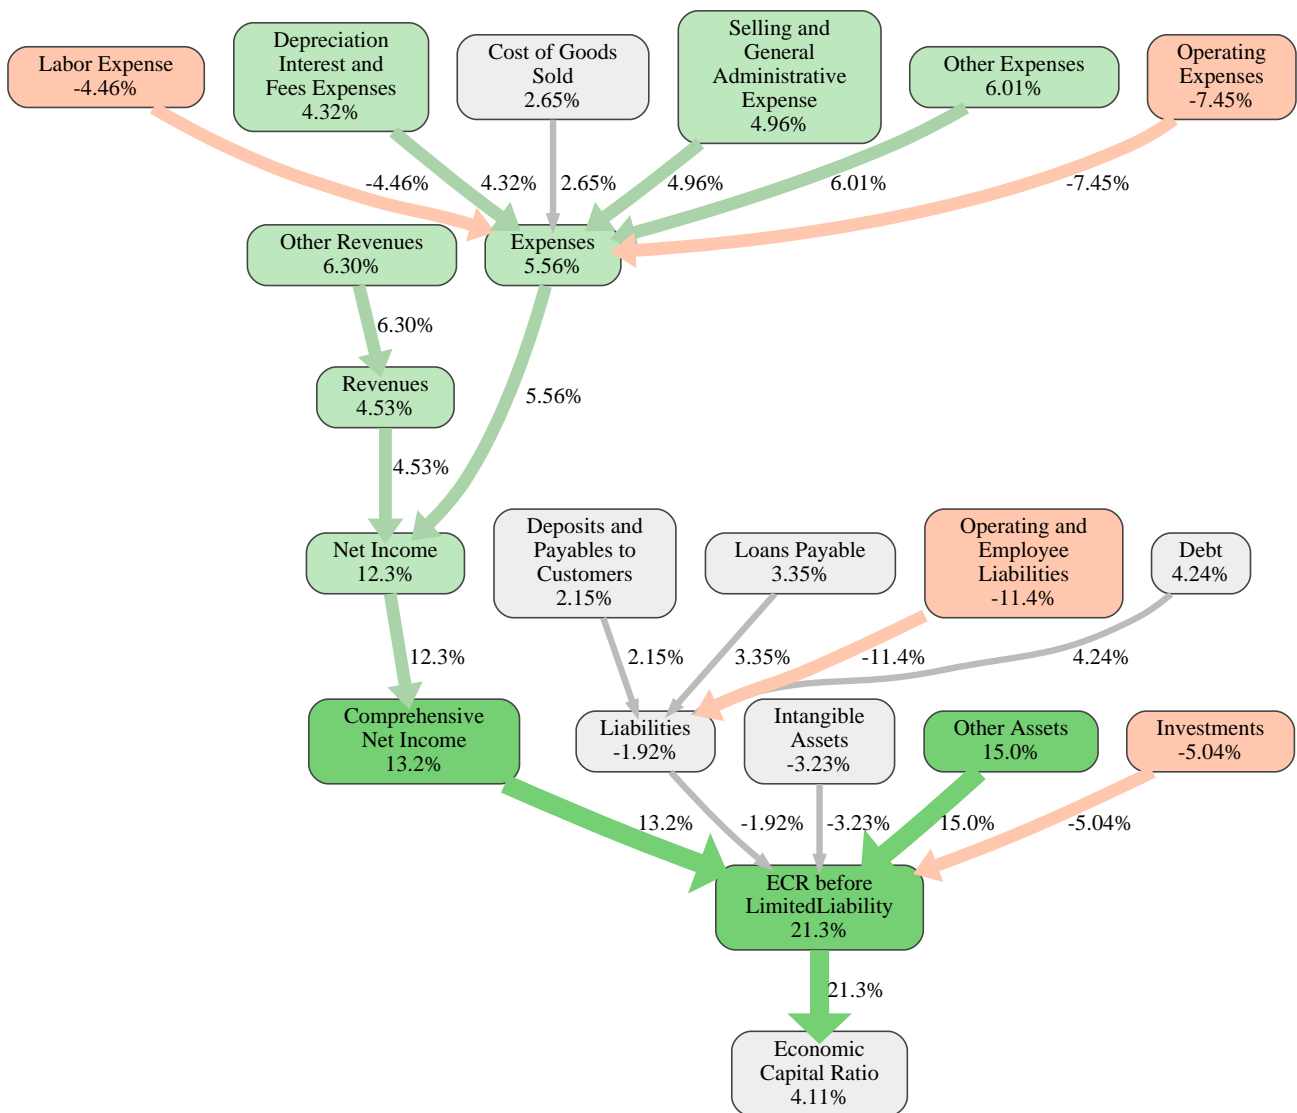 Labor Expense
-4.46%
Depreciation
Interest and
Fees Expenses
4.32%
Cost of Goods
Sold
2.65%
Selling and
General
Administrative
Expense
4.96%
Other Expenses
6.01%
Operating
Expenses
-7.45%
-4.46%
4.32%
2.65%
4.96%
6.01%
-7.45%
Other Revenues
6.30%
Expenses
5.56%
6.30%
Revenues
4.53%
5.56%
4.53%
Net Income
12.3%
Deposits and
Payables to
Customers
2.15%
Loans Payable
3.35%
Operating and
Employee
Liabilities
-11.4%
Debt
4.24%
12.3%
2.15%
3.35%
-11.4%
4.24%
Comprehensive
Net Income
13.2%
Liabilities
-1.92%
Intangible
Assets
-3.23%
Other Assets
15.0%
Investments
-5.04%
13.2%
-1.92%
-3.23%
15.0%
-5.04%
ECR before
LimitedLiability
21.3%
21.3%
Economic
Capital Ratio
4.11%